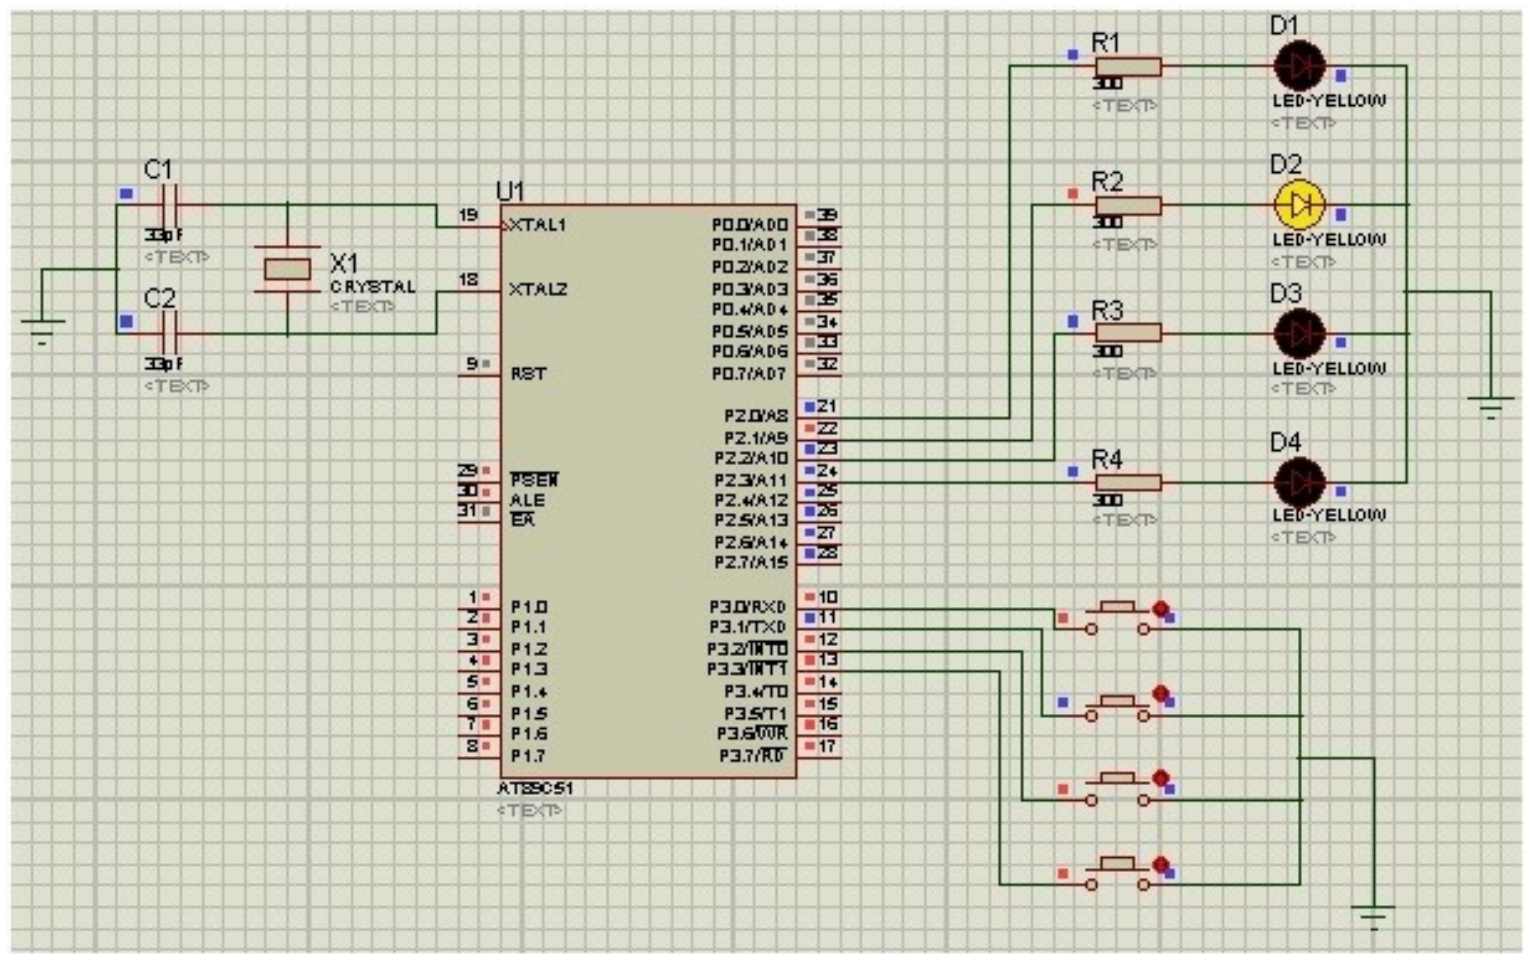 C1
33pF
<TEXT>
C2
33pF
<TEXT>
X1
CRYSTAL
<TEXT>
U1
19 XTAL1
18 XTAL2
9 RST
29 PSEN
30 ALE
31 EA
1 P1.0
2 P1.1
3 P1.2
4 P1.3
5 P1.4
6 P1.5
7 P1.6
8 P1.7
P0.0/AD0 39
P0.1/AD1 38
P0.2/AD2 37
P0.3/AD3 36
P0.4/AD4 35
P0.5/AD5 34
P0.6/AD6 33
P0.7/AD7 32
P2.0/A8 21
P2.1/A9 22
P2.2/A10 23
P2.3/A11 24
P2.4/A12 25
P2.5/A13 26
P2.6/A14 27
P2.7/A15 28
P3.0/RXD 10
P3.1/TXD 11
P3.2/INT0 12
P3.3/INT1 13
P3.4/T0 14
P3.5/T1 15
P3.6/WR 16
P3.7/RD 17
AT89C51
<TEXT>
R1
300
<TEXT>
D1
LED-YELLOW
<TEXT>
R2
300
<TEXT>
D2
LED-YELLOW
<TEXT>
R3
300
<TEXT>
D3
LED-YELLOW
<TEXT>
R4
300
<TEXT>
D4
LED-YELLOW
<TEXT>